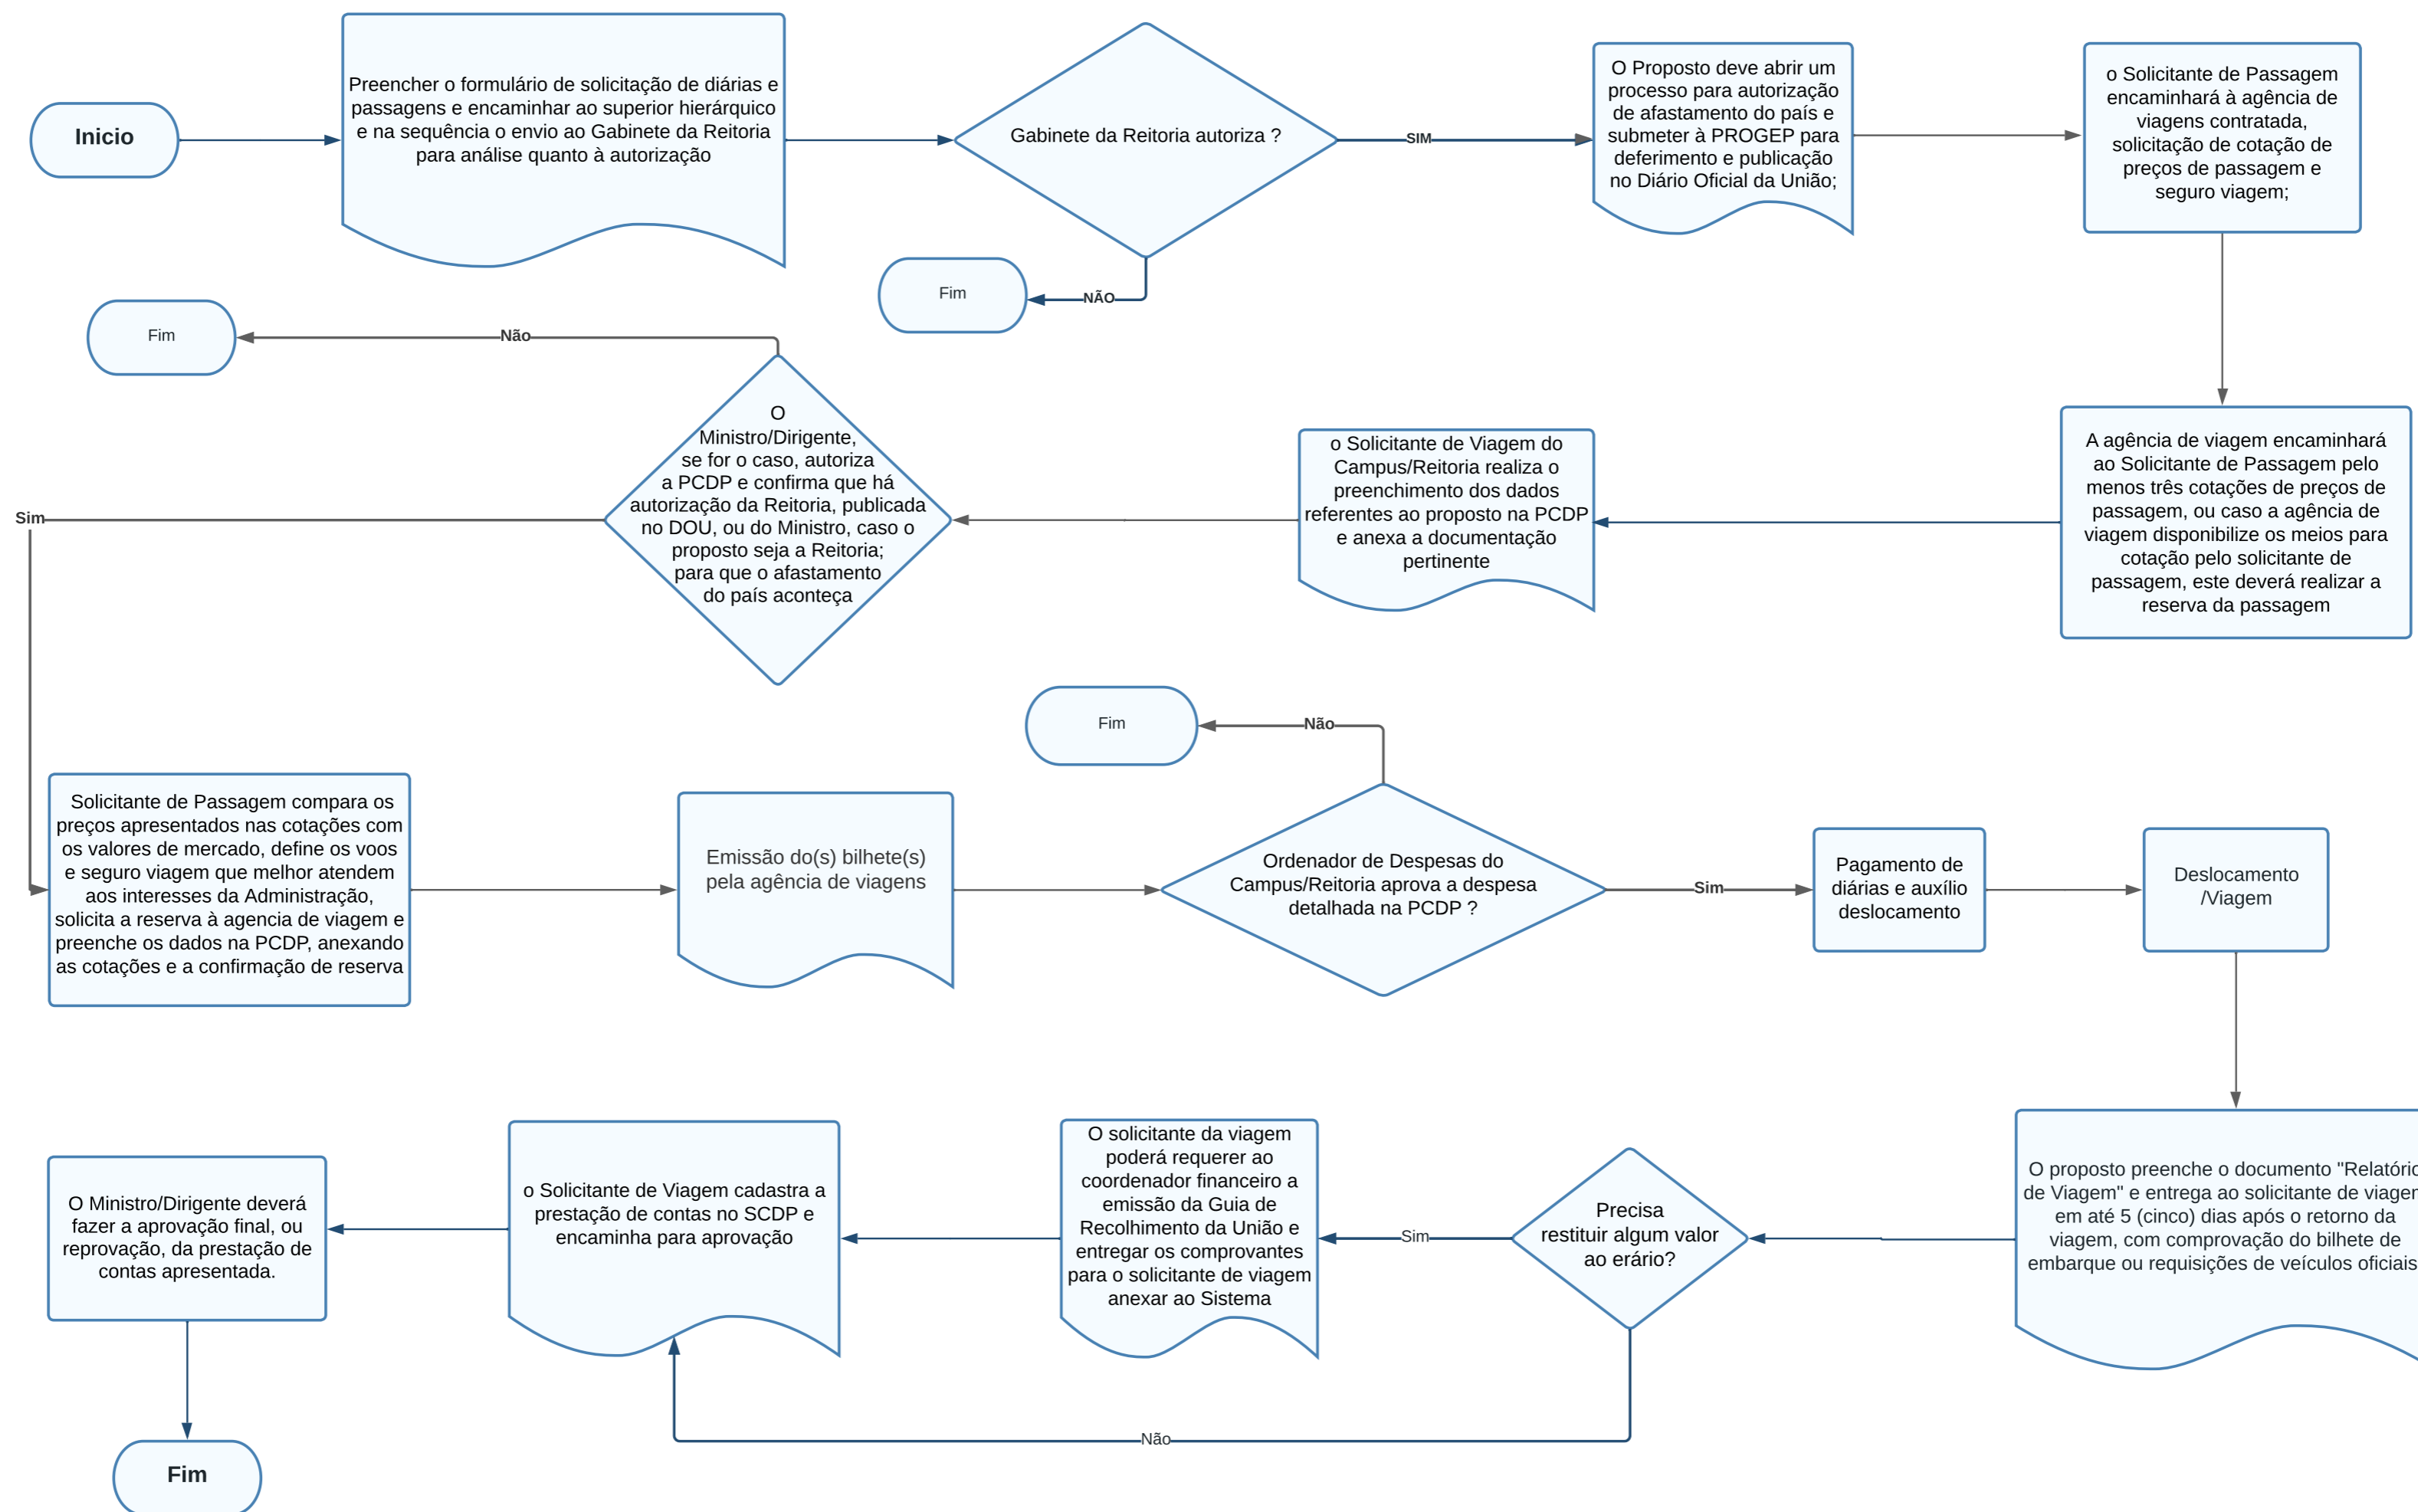 Inicio
Preencher o formulário de solicitação de diárias e
passagens e encaminhar ao superior hierárquico
e na sequência o envio ao Gabinete da Reitoria
para análise quanto à autorização
Gabinete da Reitoria autoriza ?
SIM
NÃO
Fim
O Proposto deve abrir um
processo para autorização
de afastamento do país e
submeter à PROGEP para
deferimento e publicação
no Diário Oficial da União;
o Solicitante de Passagem
encaminhará à agência de
viagens contratada,
solicitação de cotação de
preços de passagem e
seguro viagem;
A agência de viagem encaminhará
ao Solicitante de Passagem pelo
menos três cotações de preços de
passagem, ou caso a agência de
viagem disponibilize os meios para
cotação pelo solicitante de
passagem, este deverá realizar a
reserva da passagem
o Solicitante de Viagem do
Campus/Reitoria realiza o
preenchimento dos dados
referentes ao proposto na PCDP
e anexa a documentação
pertinente
O
Ministro/Dirigente,
se for o caso, autoriza
a PCDP e confirma que há
autorização da Reitoria, publicada
no DOU, ou do Ministro, caso o
proposto seja a Reitoria;
para que o afastamento
do país aconteça
Não
Fim
Sim
Solicitante de Passagem compara os
preços apresentados nas cotações com
os valores de mercado, define os voos
e seguro viagem que melhor atendem
aos interesses da Administração,
solicita a reserva à agencia de viagem e
preenche os dados na PCDP, anexando
as cotações e a confirmação de reserva
Emissão do(s) bilhete(s)
pela agência de viagens
Ordenador de Despesas do
Campus/Reitoria aprova a despesa
detalhada na PCDP ?
Não
Fim
Sim
Pagamento de
diárias e auxílio
deslocamento
Deslocamento
/Viagem
O proposto preenche o documento "Relatório
de Viagem" e entrega ao solicitante de viagem
em até 5 (cinco) dias após o retorno da
viagem, com comprovação do bilhete de
embarque ou requisições de veículos oficiais
Precisa
restituir algum valor
ao erário?
Sim
Não
O solicitante da viagem
poderá requerer ao
coordenador financeiro a
emissão da Guia de
Recolhimento da União e
entregar os comprovantes
para o solicitante de viagem
anexar ao Sistema
o Solicitante de Viagem cadastra a
prestação de contas no SCDP e
encaminha para aprovação
O Ministro/Dirigente deverá
fazer a aprovação final, ou
reprovação, da prestação de
contas apresentada.
Fim